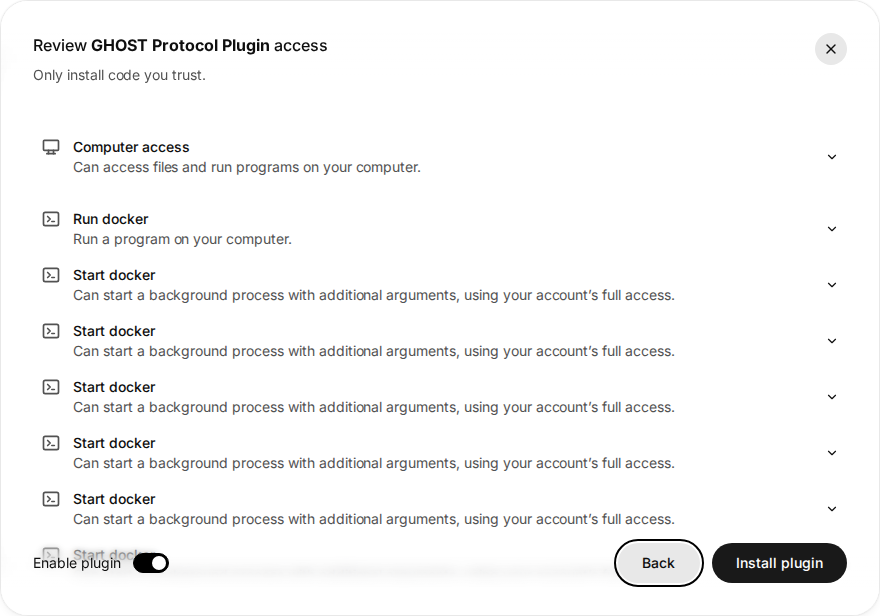 Review GHOST Protocol Plugin access
Only install code you trust.
Computer access
Can access files and run programs on your computer.
Run docker
Run a program on your computer.
Start docker
Can start a background process with additional arguments, using your account’s full access.
Start docker
Can start a background process with additional arguments, using your account’s full access.
Start docker
Can start a background process with additional arguments, using your account’s full access.
Start docker
Can start a background process with additional arguments, using your account’s full access.
Start docker
Can start a background process with additional arguments, using your account’s full access.
Start docker
Enable plugin
Back
Install plugin